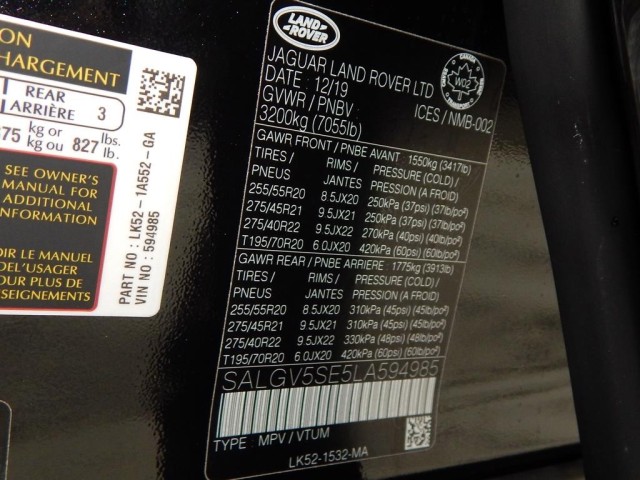 ON
HARGEMENT
REAR
ARRIÈRE 3
75 kg or 827 lbs.
kg ou lb.
SEE OWNER'S
MANUAL FOR
ADDITIONAL
INFORMATION
OIR LE MANUEL
DE L'USAGER
OUR PLUS DE
SEIGNEMENTS
PART NO: LK52-1A552-GA
VIN NO: 594985
LAND-
-ROVER
JAGUAR LAND ROVER LTD
DATE: 12/19
GVWR / PNBV
3200kg (7055lb)
W02
ICES / NMB-002
GAWR FRONT / PNBE AVANT 1550kg (3417lb)
TIRES / RIMS / PRESSURE (COLD) /
PNEUS JANTES PRESSION (A FROID)
255/55R20 8.5JX20 250kPa (37psi) (37lb/po²)
275/45R21 9.5JX21 250kPa (37psi) (37lb/po²)
275/40R22 9.5JX22 270kPa (40psi) (40lb/po²)
T195/70R20 6.0JX20 420kPa (60psi) (60lb/po²)
GAWR REAR / PNBE ARRIERE 1775kg (3913lb)
TIRES / RIMS / PRESSURE (COLD) /
PNEUS JANTES PRESSION (A FROID)
255/55R20 8.5JX20 310kPa (45psi) (45lb/po²)
275/45R21 9.5JX21 310kPa (45psi) (45lb/po²)
275/40R22 9.5JX22 330kPa (48psi) (48lb/po²)
T195/70R20 6.0JX20 420kPa (60psi) (60lb/po²)
SALGV5SE5LA594985
TYPE: MPV / VTUM
LK52-1532-MA